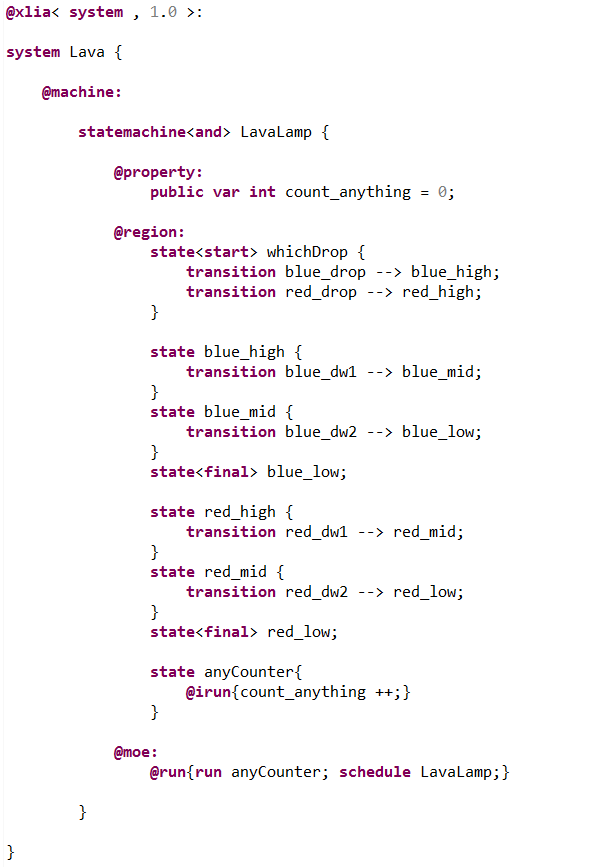 @xlia< system , 1.0 >:
system Lava {
@machine:
statemachine<and> LavaLamp {
@property:
public var int count_anything = 0;
@region:
state<start> whichDrop {
transition blue_drop --> blue_high;
transition red_drop --> red_high;
}
state blue_high {
transition blue_dw1 --> blue_mid;
}
state blue_mid {
transition blue_dw2 --> blue_low;
}
state<final> blue_low;
state red_high {
transition red_dw1 --> red_mid;
}
state red_mid {
transition red_dw2 --> red_low;
}
state<final> red_low;
state anyCounter{
@irun{count_anything ++;}
}
@moe:
@run{run anyCounter; schedule LavaLamp;}
}
}